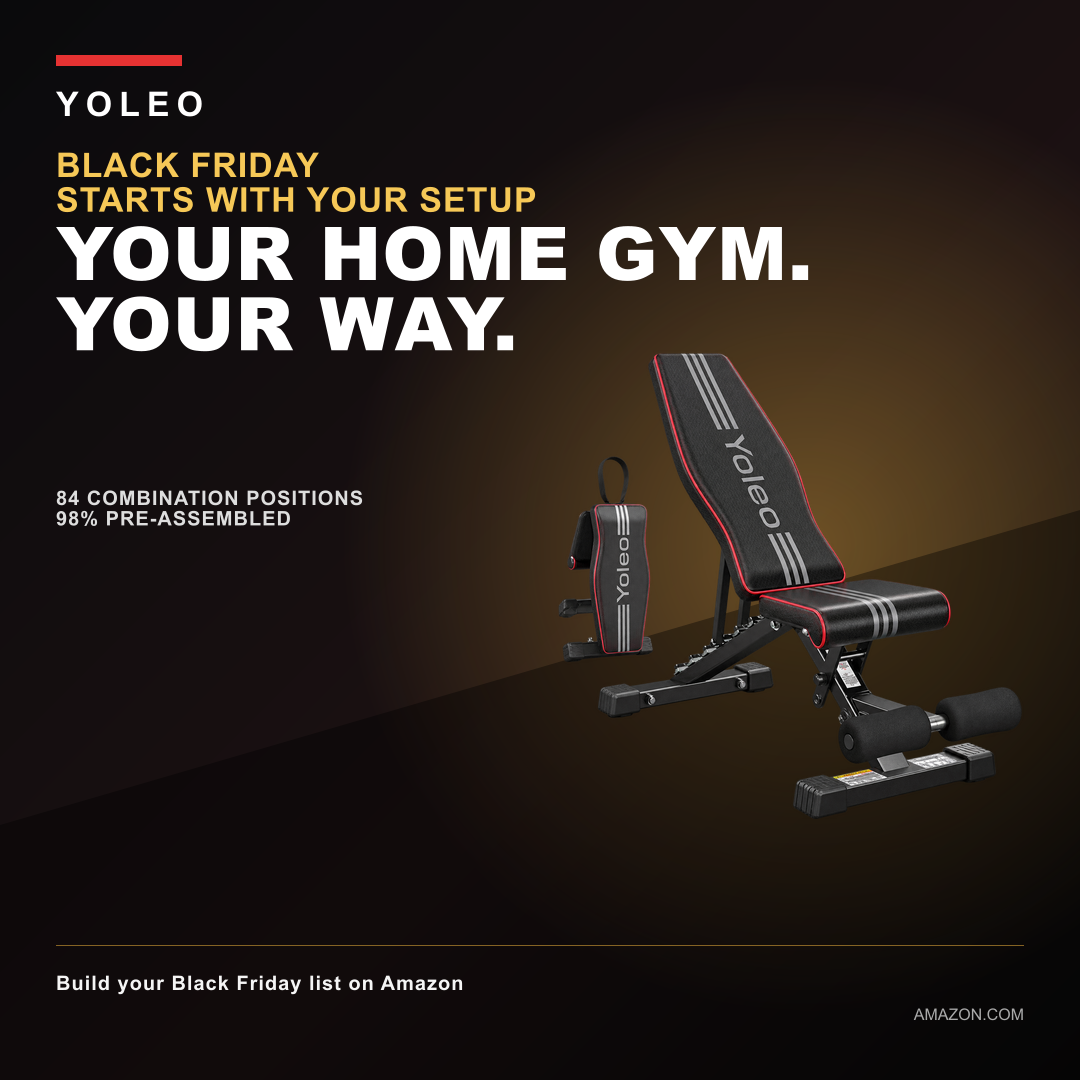 YOLEO
BLACK FRIDAY
STARTS WITH YOUR SETUP
YOUR HOME GYM.
YOUR WAY.
84 COMBINATION POSITIONS
98% PRE-ASSEMBLED
Yoleo
Yoleo
Build your Black Friday list on Amazon
AMAZON.COM